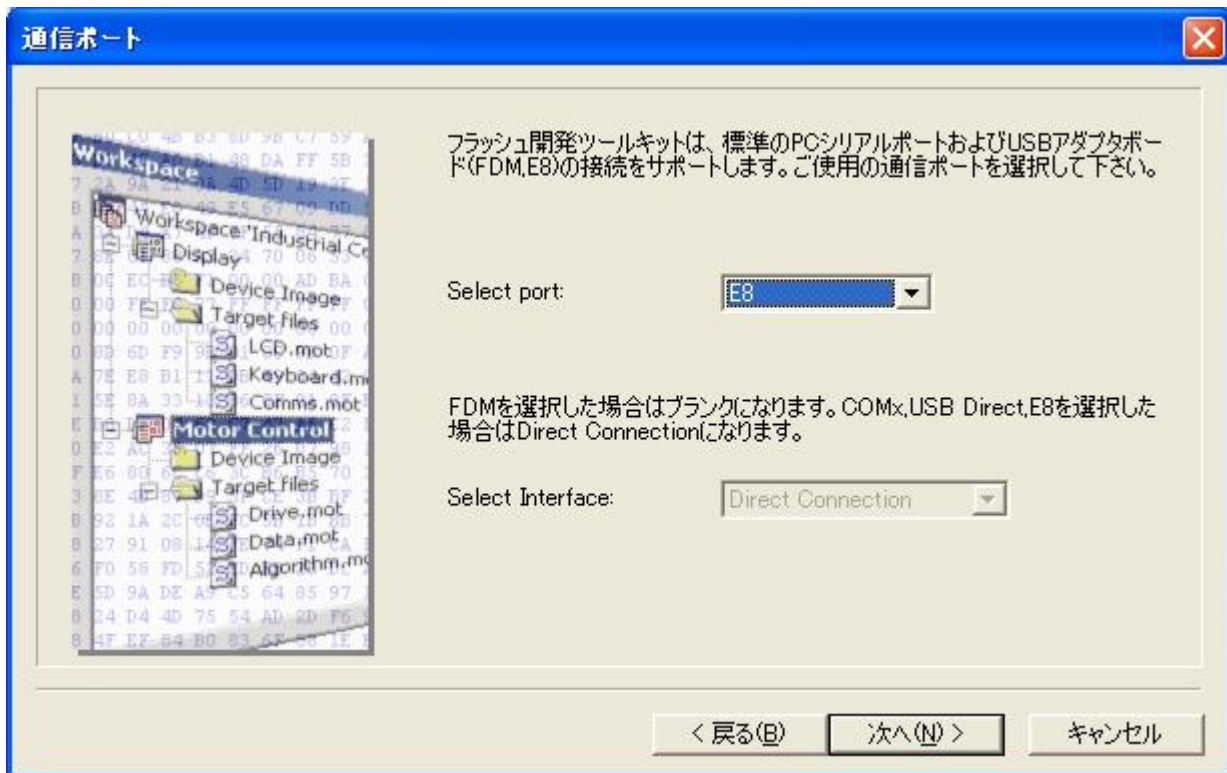 通信ポート
フラッシュ開発ツールキットは、標準のPCシリアルポートおよびUSBアダプタボー
ド(FDM,E8)の接続をサポートします。ご使用の通信ポートを選択して下さい。
Select port:
E8
FDMを選択した場合はブランクになります。COMx,USB Direct,E8を選択した
場合はDirect Connectionになります。
Select Interface:
Direct Connection
Workspace
Workspace 'Industrial Co
Display
Device Image
Target files
LCD.mot
Keyboard.m
Comms.mot
Motor Control
Device Image
Target files
Drive.mot
Data.mot
Algorithm.mo
< 戻る(B)
次へ(N) >
キャンセル